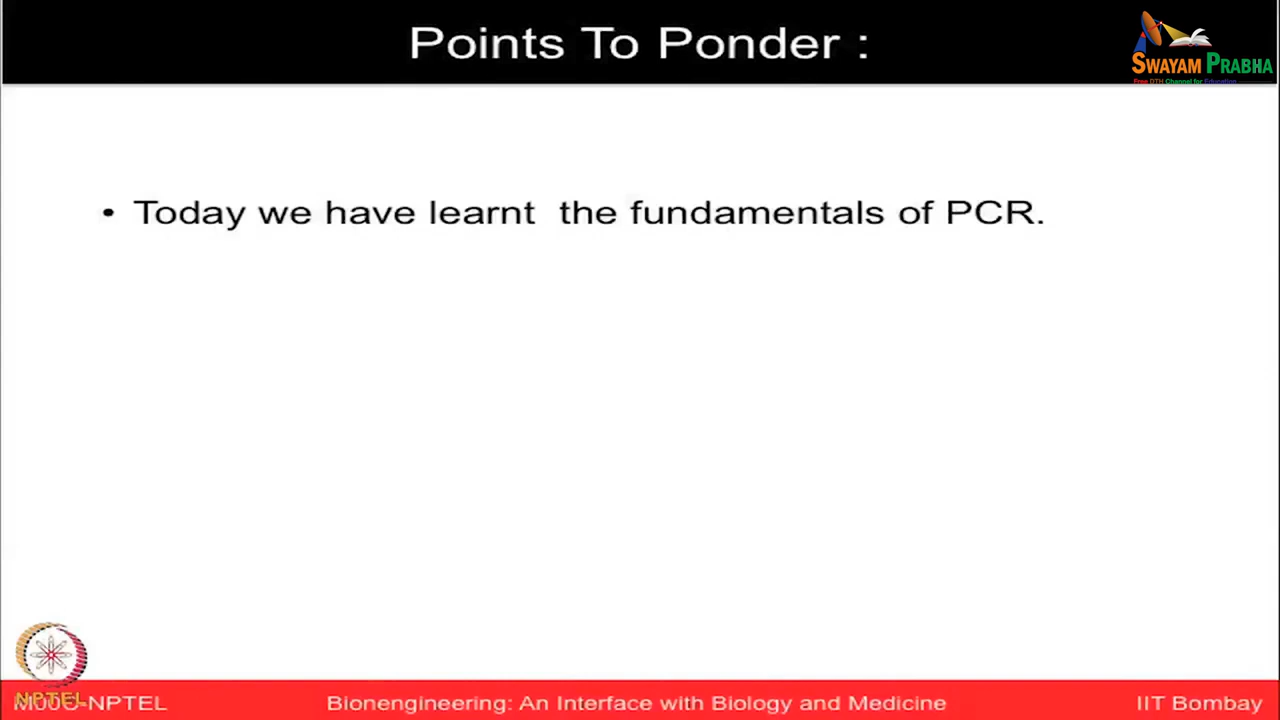 Points To Ponder :
SWAYAM PRABHA
Free DTH Channel for Education
• Today we have learnt the fundamentals of PCR.
NPTEL
MOOC-NPTEL
Bionengineering: An Interface with Biology and Medicine
IIT Bombay